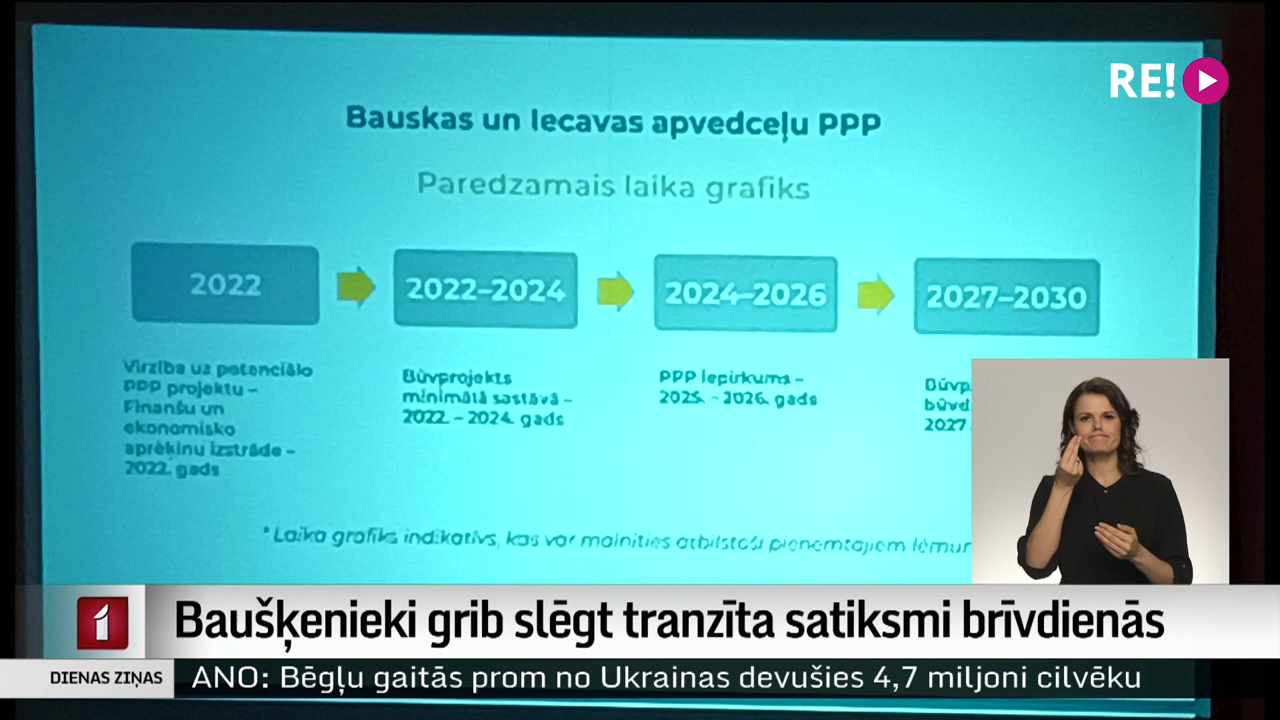 RE!
Bauskas un Iecavas apvedceļu PPP
Paredzamais laika grafiks
2022
2022–2024
2024–2026
2027–2030
Virzība uz potenciālo
PPP projektu –
Finanšu un
ekonomisko
aprēķinu izstrāde –
2022. gads
Būvprojekts
minimālā sastāvā –
2022. – 2024. gads
PPP iepirkums –
2025. – 2026. gads
Būvp
būvd
2027
* Laika grafiks indikatīvs, kas var mainīties atbilstoši pieņemtajiem lēmum
1
Baušķenieki grib slēgt tranzīta satiksmi brīvdienās
DIENAS ZIŅAS
ANO: Bēgļu gaitās prom no Ukrainas devušies 4,7 miljoni cilvēku